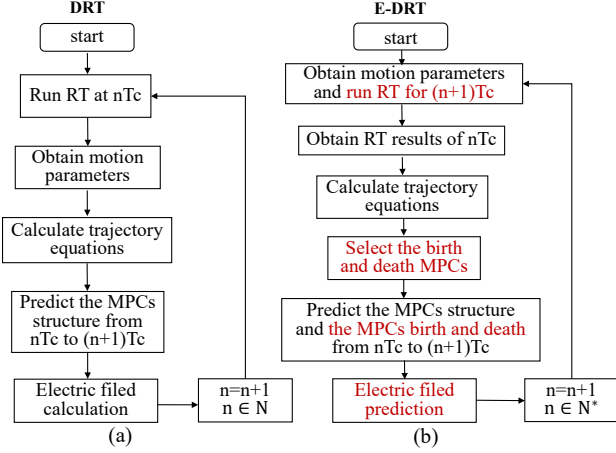 DRT
start
Run RT at nTc
Obtain motion
parameters
Calculate trajectory
equations
Predict the MPCs
structure from
nTc to (n+1)Tc
Electric filed
calculation
n=n+1
n ∈ N
(a)
E-DRT
start
Obtain motion parameters
and run RT for (n+1)Tc
Obtain RT results of nTc
Calculate trajectory
equations
Select the birth
and death MPCs
Predict the MPCs structure
and the MPCs birth and death
from nTc to (n+1)Tc
Electric filed
prediction
n=n+1
n ∈ N*
(b)